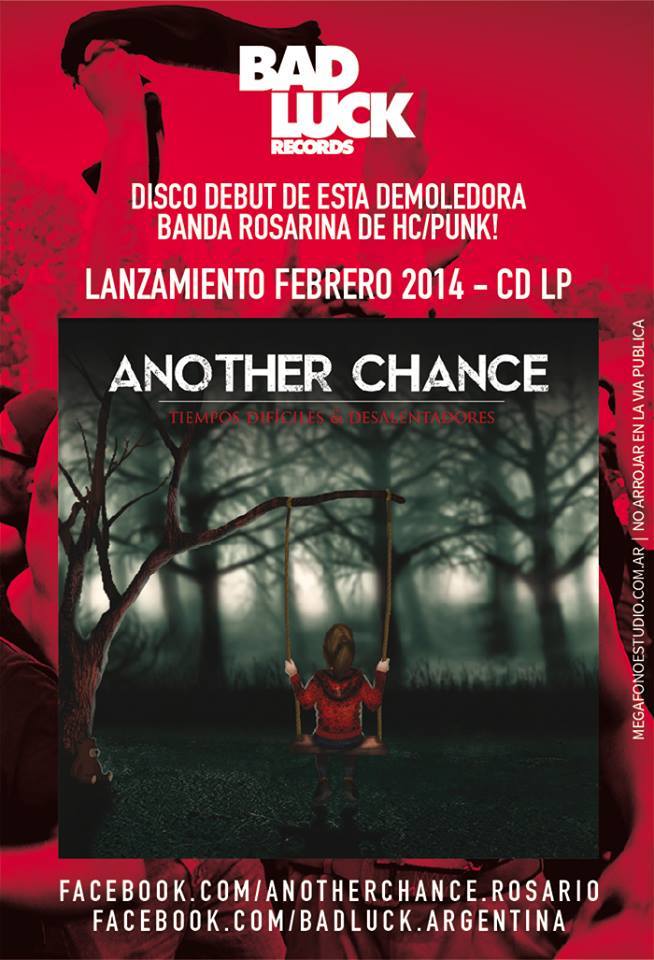 BAD
LUCK
RECORDS
DISCO DEBUT DE ESTA DEMOLEDORA
BANDA ROSARINA DE HC/PUNK!
LANZAMIENTO FEBRERO 2014 - CD LP
ANOTHER CHANCE
TIEMPOS DIFÍCILES & DESALENTADORES
MEGAFONOESTUDIO.COM.AR | NO ARROJAR EN LA VIA PUBLICA
FACEBOOK.COM/ANOTHERCHANCE.ROSARIO
FACEBOOK.COM/BADLUCK.ARGENTINA